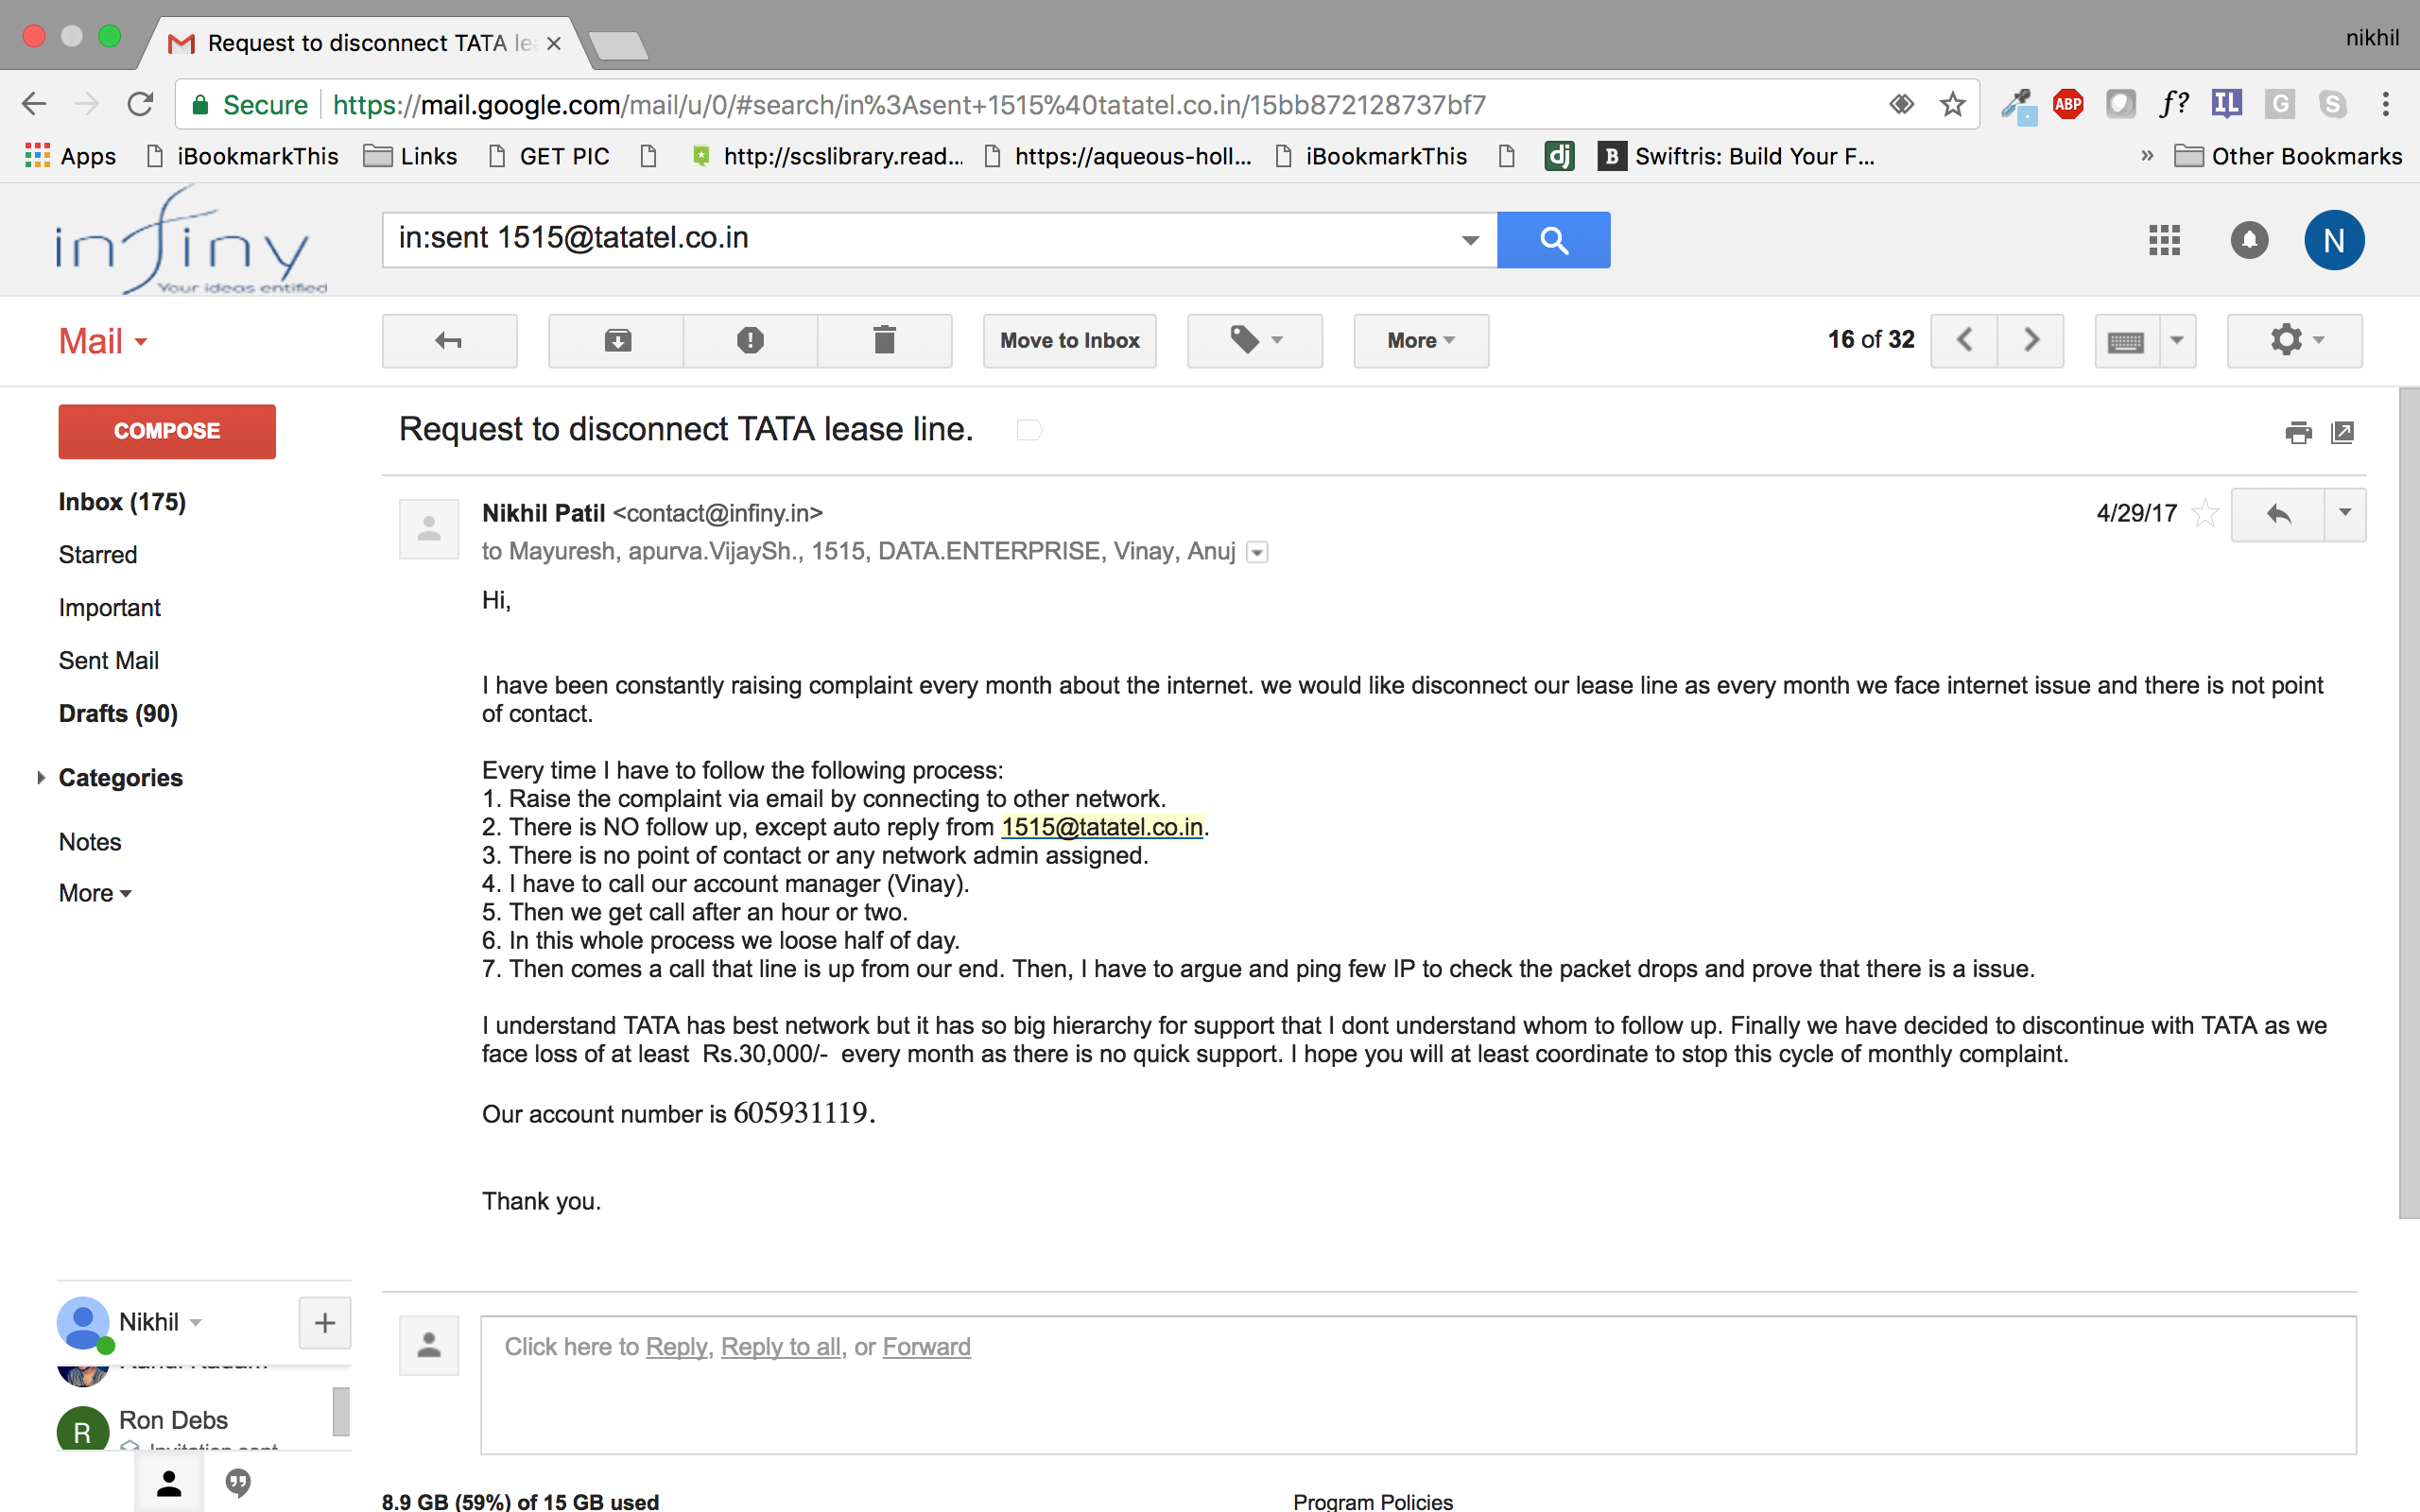 Request to disconnect TATA le
nikhil
Secure https://mail.google.com/mail/u/0/#search/in%3Asent+1515%40tatatel.co.in/15bb872128737bf7
ABP f? IL G S
Apps iBookmarkThis Links GET PIC http://scslibrary.read... https://aqueous-holl... iBookmarkThis dj B Swiftris: Build Your F... » Other Bookmarks
infiny
Your ideas entified
in:sent 1515@tatatel.co.in
N
Mail
Move to Inbox
More
16 of 32
COMPOSE
Inbox (175)
Starred
Important
Sent Mail
Drafts (90)
Categories
Notes
More
Request to disconnect TATA lease line.
Nikhil Patil <contact@infiny.in>
4/29/17
to Mayuresh, apurva.VijaySh., 1515, DATA.ENTERPRISE, Vinay, Anuj
Hi,
I have been constantly raising complaint every month about the internet. we would like disconnect our lease line as every month we face internet issue and there is not point
of contact.
Every time I have to follow the following process:
1. Raise the complaint via email by connecting to other network.
2. There is NO follow up, except auto reply from 1515@tatatel.co.in.
3. There is no point of contact or any network admin assigned.
4. I have to call our account manager (Vinay).
5. Then we get call after an hour or two.
6. In this whole process we loose half of day.
7. Then comes a call that line is up from our end. Then, I have to argue and ping few IP to check the packet drops and prove that there is a issue.
I understand TATA has best network but it has so big hierarchy for support that I dont understand whom to follow up. Finally we have decided to discontinue with TATA as we
face loss of at least  Rs.30,000/-  every month as there is no quick support. I hope you will at least coordinate to stop this cycle of monthly complaint.
Our account number is 605931119.
Thank you.
Nikhil
R
Ron Debs
Invitation sent
Click here to Reply, Reply to all, or Forward
8.9 GB (59%) of 15 GB used
Program Policies